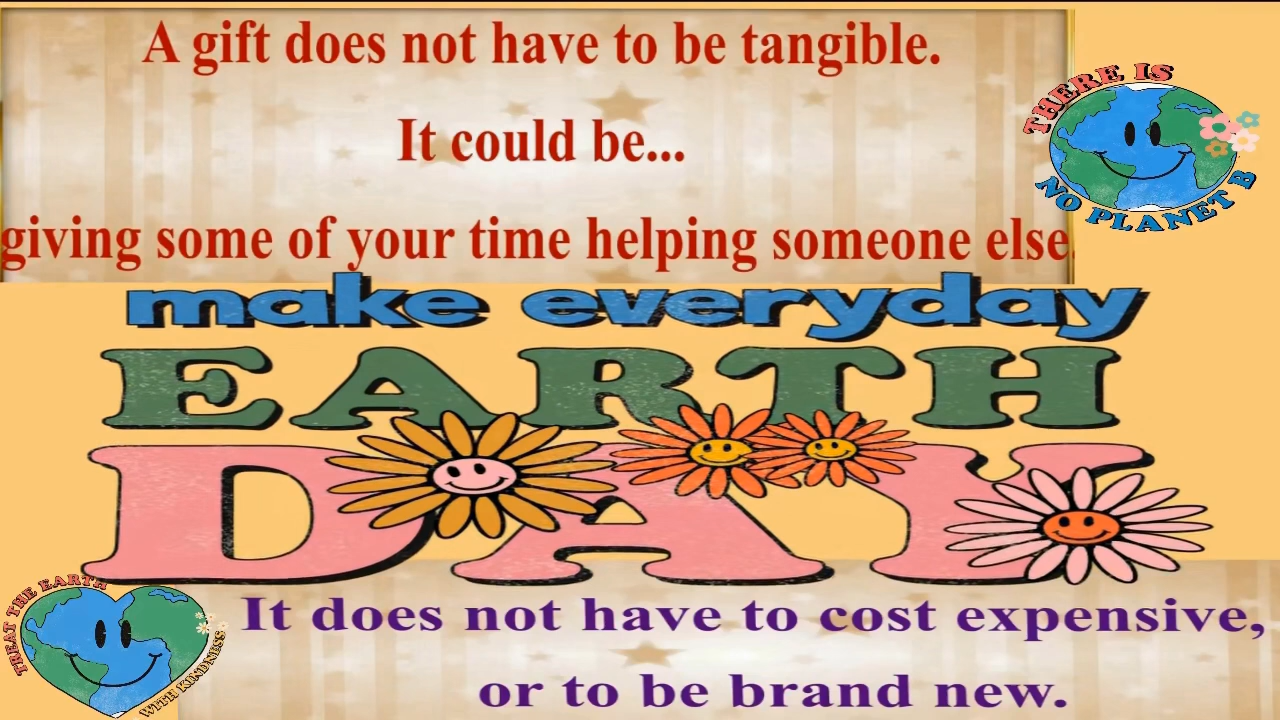 A gift does not have to be tangible.
It could be...
giving some of your time helping someone else.
THERE IS
NO PLANET B
make everyday
EARTH
DAY
TREAT THE EARTH
WITH KINDNESS
It does not have to cost expensive,
or to be brand new.